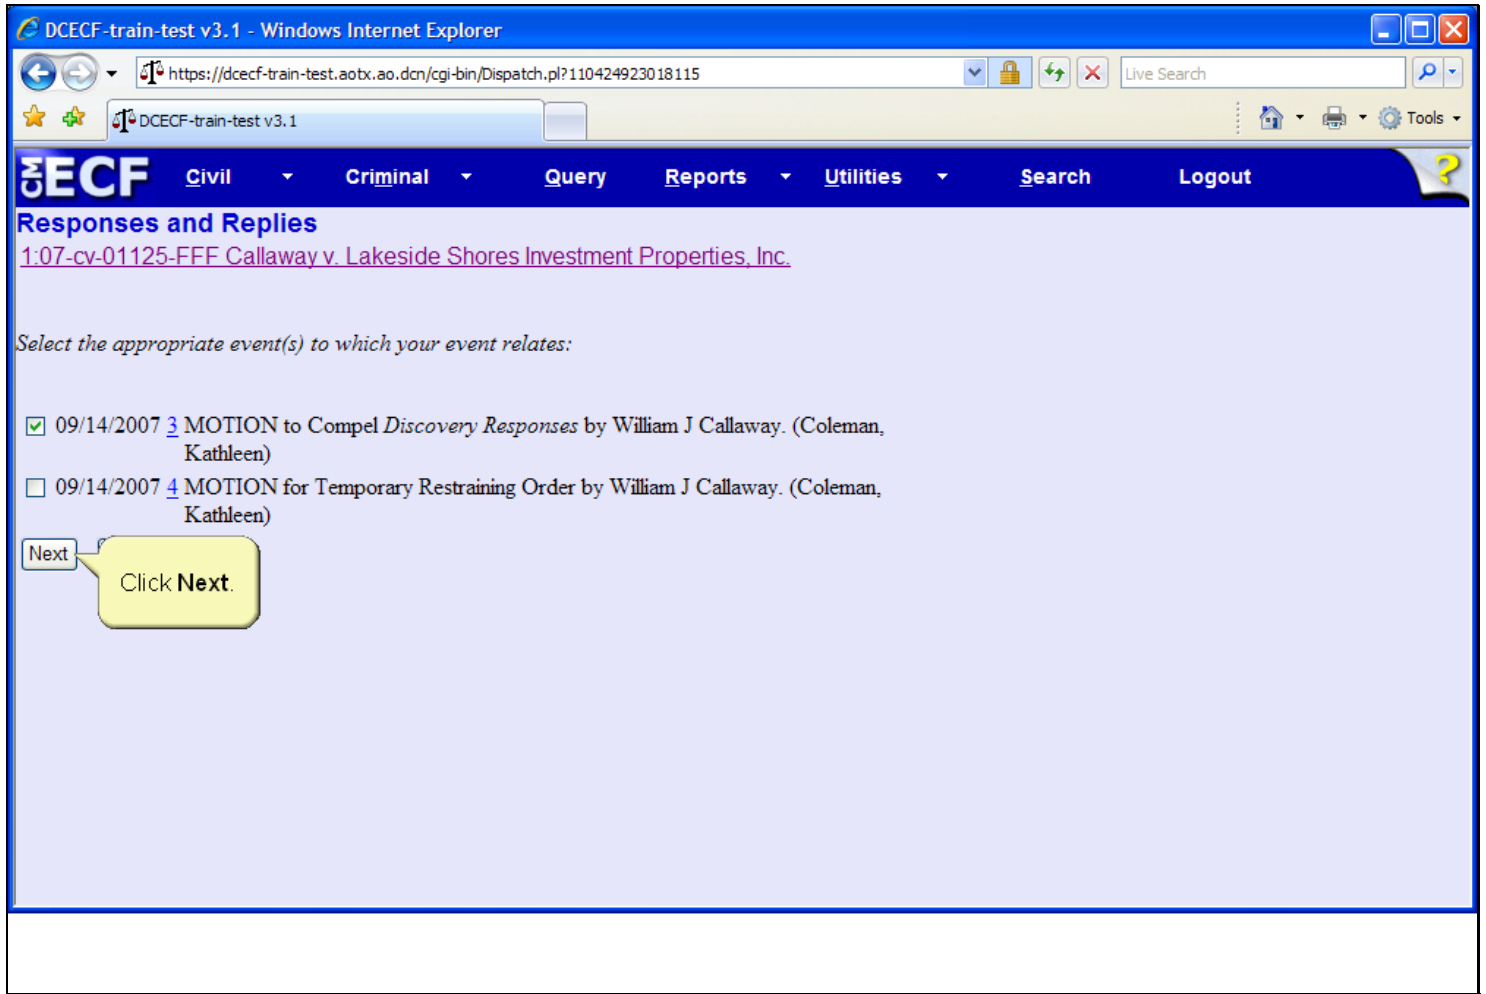 DCECF-train-test v3.1 - Windows Internet Explorer
https://dcecf-train-test.aotx.ao.dcn/cgi-bin/Dispatch.pl?110424923018115
Live Search
DCECF-train-test v3.1
Tools
CM ECF Civil Criminal Query Reports Utilities Search Logout ?
Responses and Replies
1:07-cv-01125-FFF Callaway v. Lakeside Shores Investment Properties, Inc.
Select the appropriate event(s) to which your event relates:
09/14/2007 3 MOTION to Compel Discovery Responses by William J Callaway. (Coleman,
Kathleen)
09/14/2007 4 MOTION for Temporary Restraining Order by William J Callaway. (Coleman,
Kathleen)
Next
Click Next.